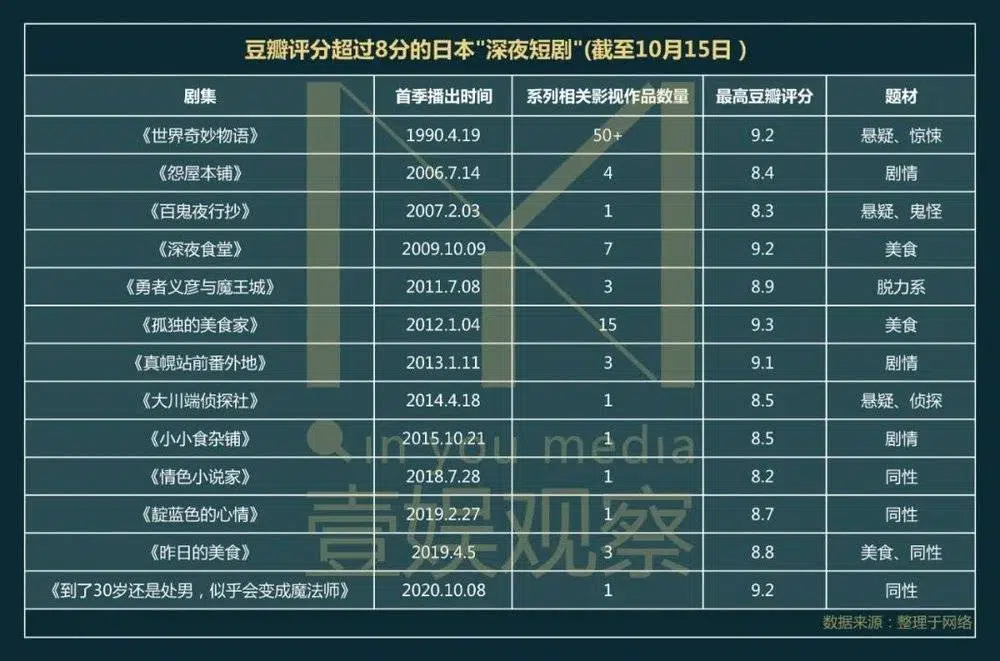 豆瓣评分超过8分的日本"深夜短剧"(截至10月15日）
剧集 首季播出时间 系列相关影视作品数量 最高豆瓣评分 题材
《世界奇妙物语》 1990.4.19 50+ 9.2 悬疑、惊悚
《怨屋本铺》 2006.7.14 4 8.4 剧情
《百鬼夜行抄》 2007.2.03 1 8.3 悬疑、鬼怪
《深夜食堂》 2009.10.09 7 9.2 美食
《勇者义彦与魔王城》 2011.7.08 3 8.9 脱力系
《孤独的美食家》 2012.1.04 15 9.3 美食
《真幌站前番外地》 2013.1.11 3 9.1 剧情
《大川端侦探社》 2014.4.18 1 8.5 悬疑、侦探
《小小食杂铺》 2015.10.21 1 8.5 剧情
in you media
《情色小说家》 2018.7.28 1 8.2 同性
《靛蓝色的心情》 2019.2.27 1 8.7 同性
壹娱观察
《昨日的美食》 2019.4.5 3 8.8 美食、同性
《到了30岁还是处男，似乎会变成魔法师》 2020.10.08 1 9.2 同性
数据来源：整理于网络